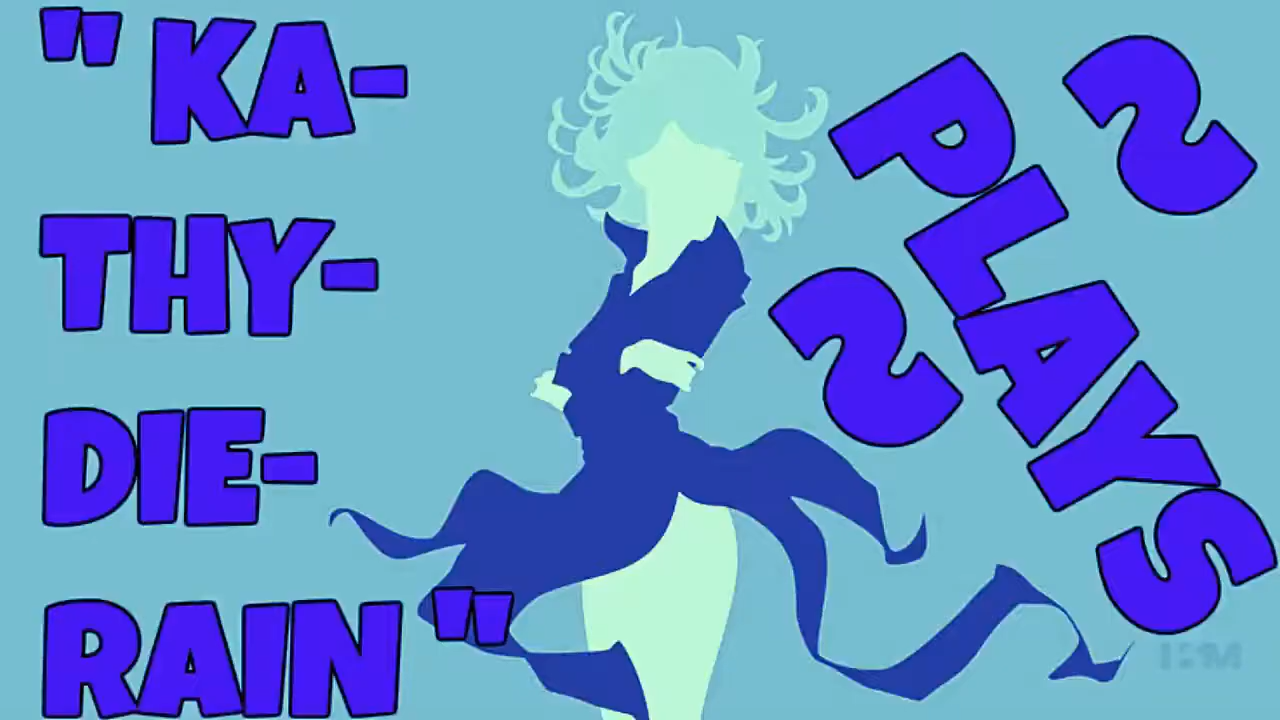 " KA-
THY-
DIE-
RAIN "
~
PLAYS
~